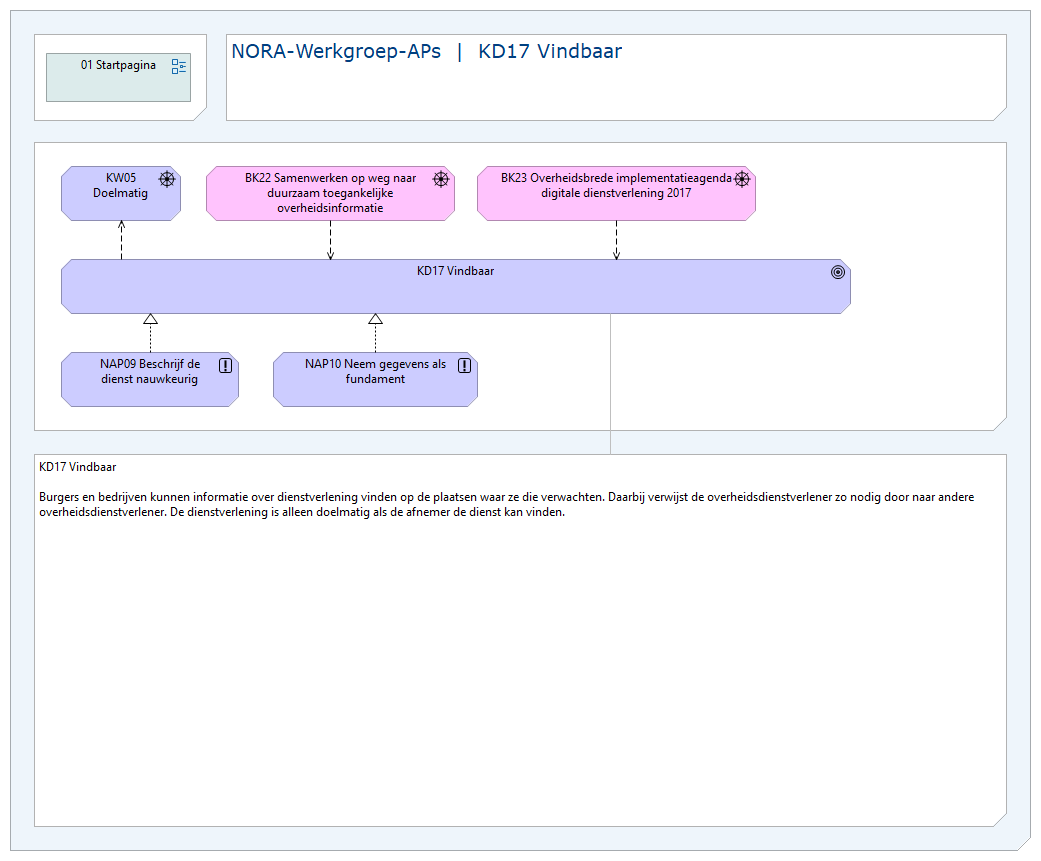 01 Startpagina
NORA-Werkgroep-APs | KD17 Vindbaar
KW05
Doelmatig
BK22 Samenwerken op weg naar
duurzaam toegankelijke
overheidsinformatie
BK23 Overheidsbrede implementatieagenda
digitale dienstverlening 2017
KD17 Vindbaar
NAP09 Beschrijf de
dienst nauwkeurig
NAP10 Neem gegevens als
fundament
KD17 Vindbaar
Burgers en bedrijven kunnen informatie over dienstverlening vinden op de plaatsen waar ze die verwachten. Daarbij verwijst de overheidsdienstverlener zo nodig door naar andere
overheidsdienstverlener. De dienstverlening is alleen doelmatig als de afnemer de dienst kan vinden.